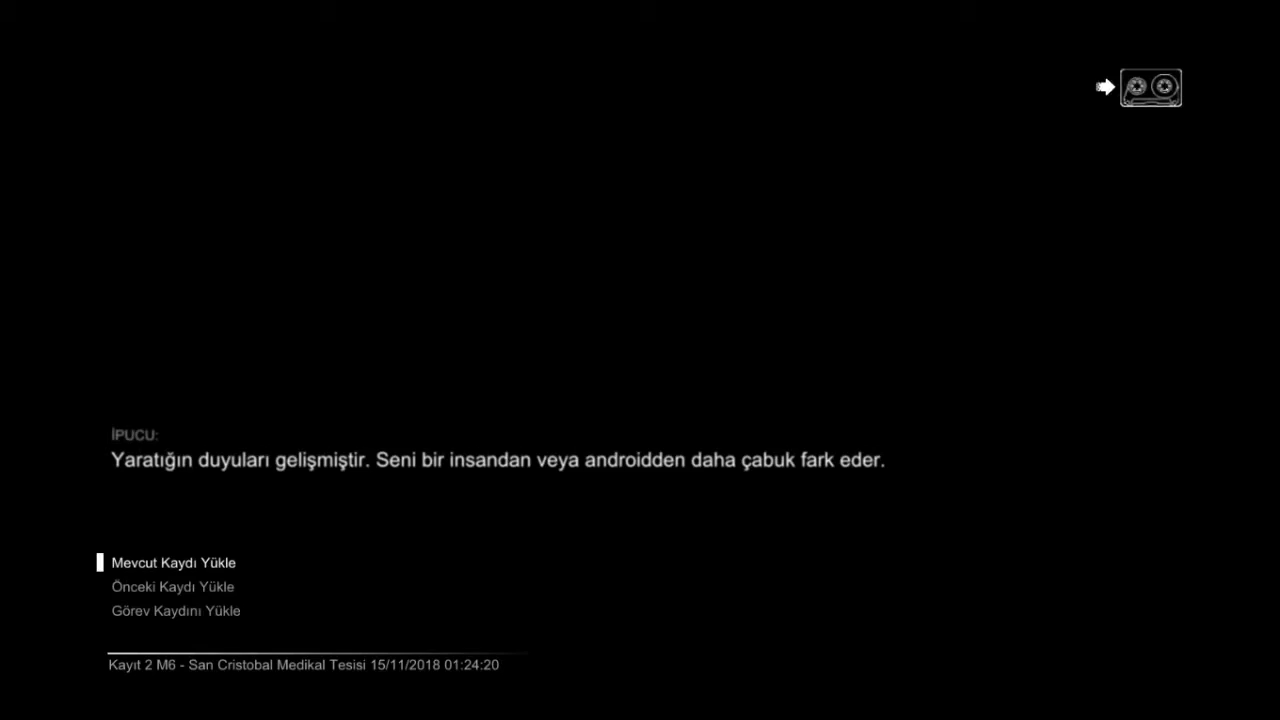 İPUCU:
Yaratığın duyuları gelişmiştir. Seni bir insandan veya androidden daha çabuk fark eder.
Mevcut Kaydı Yükle
Önceki Kaydı Yükle
Görev Kaydını Yükle
Kayıt 2 M6 - San Cristobal Medikal Tesisi 15/11/2018 01:24:20